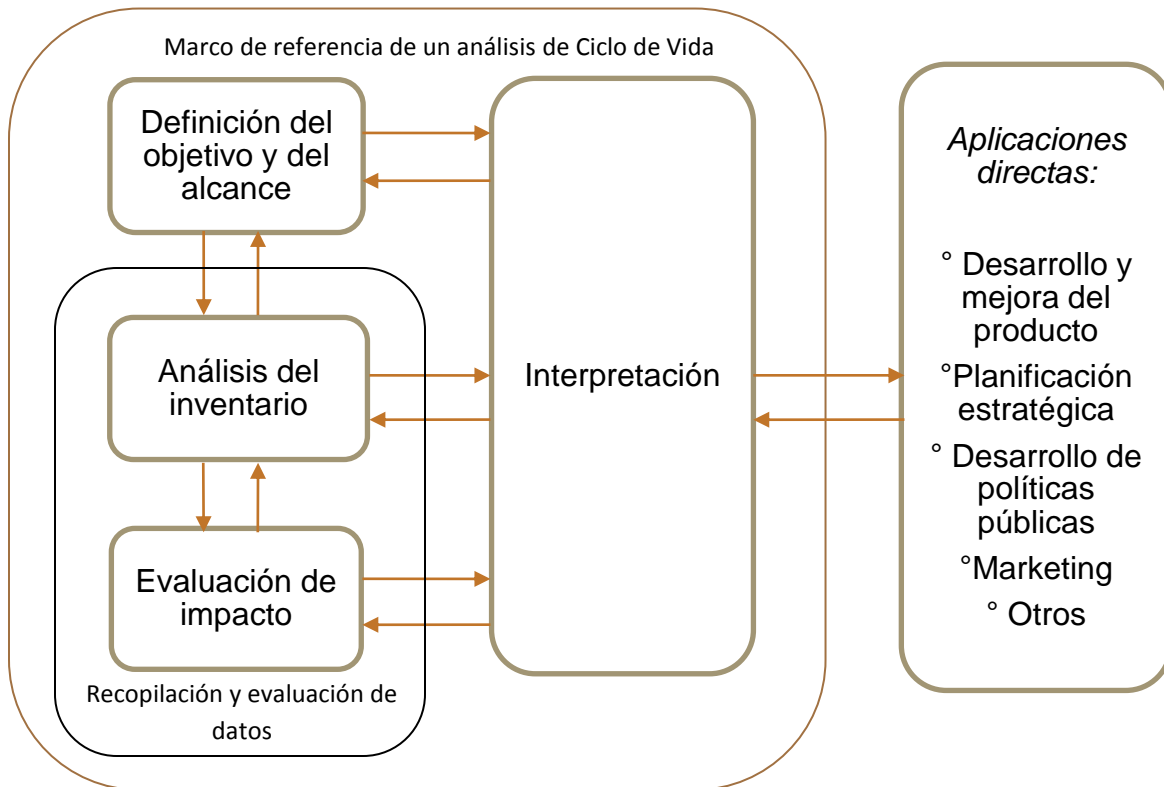 Marco de referencia de un análisis de Ciclo de Vida
Definición del
objetivo y del
alcance
Análisis del
inventario
Evaluación de
impacto
Recopilación y evaluación de
datos
Interpretación
Aplicaciones
directas:
° Desarrollo y
mejora del
producto
°Planificación
estratégica
° Desarrollo de
políticas
públicas
°Marketing
° Otros